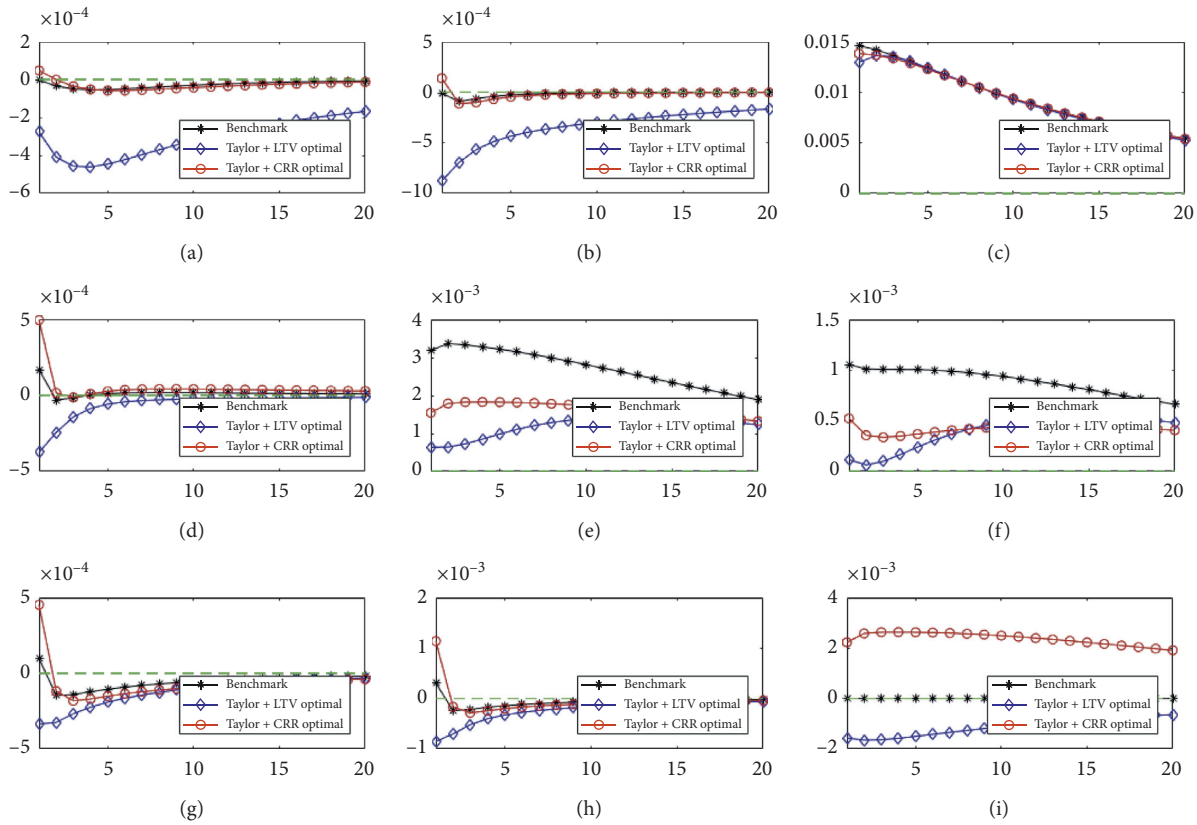 ×10⁻⁴
2
0
−2
−4
−6
5 10 15 20
Benchmark
Taylor + LTV optimal
Taylor + CRR optimal
(a)
×10⁻⁴
5
0
−5
−10
5 10 15 20
Benchmark
Taylor + LTV optimal
Taylor + CRR optimal
(b)
0.015
0.01
0.005
0
5 10 15 20
Benchmark
Taylor + LTV optimal
Taylor + CRR optimal
(c)
×10⁻⁴
5
0
−5
5 10 15 20
Benchmark
Taylor + LTV optimal
Taylor + CRR optimal
(d)
×10⁻³
4
3
2
1
0
5 10 15 20
Benchmark
Taylor + LTV optimal
Taylor + CRR optimal
(e)
×10⁻³
1.5
1
0.5
0
5 10 15 20
Benchmark
Taylor + LTV optimal
Taylor + CRR optimal
(f)
×10⁻⁴
5
0
−5
5 10 15 20
Benchmark
Taylor + LTV optimal
Taylor + CRR optimal
(g)
×10⁻³
2
1
0
−1
5 10 15 20
Benchmark
Taylor + LTV optimal
Taylor + CRR optimal
(h)
×10⁻³
4
2
0
−2
5 10 15 20
Benchmark
Taylor + LTV optimal
Taylor + CRR optimal
(i)